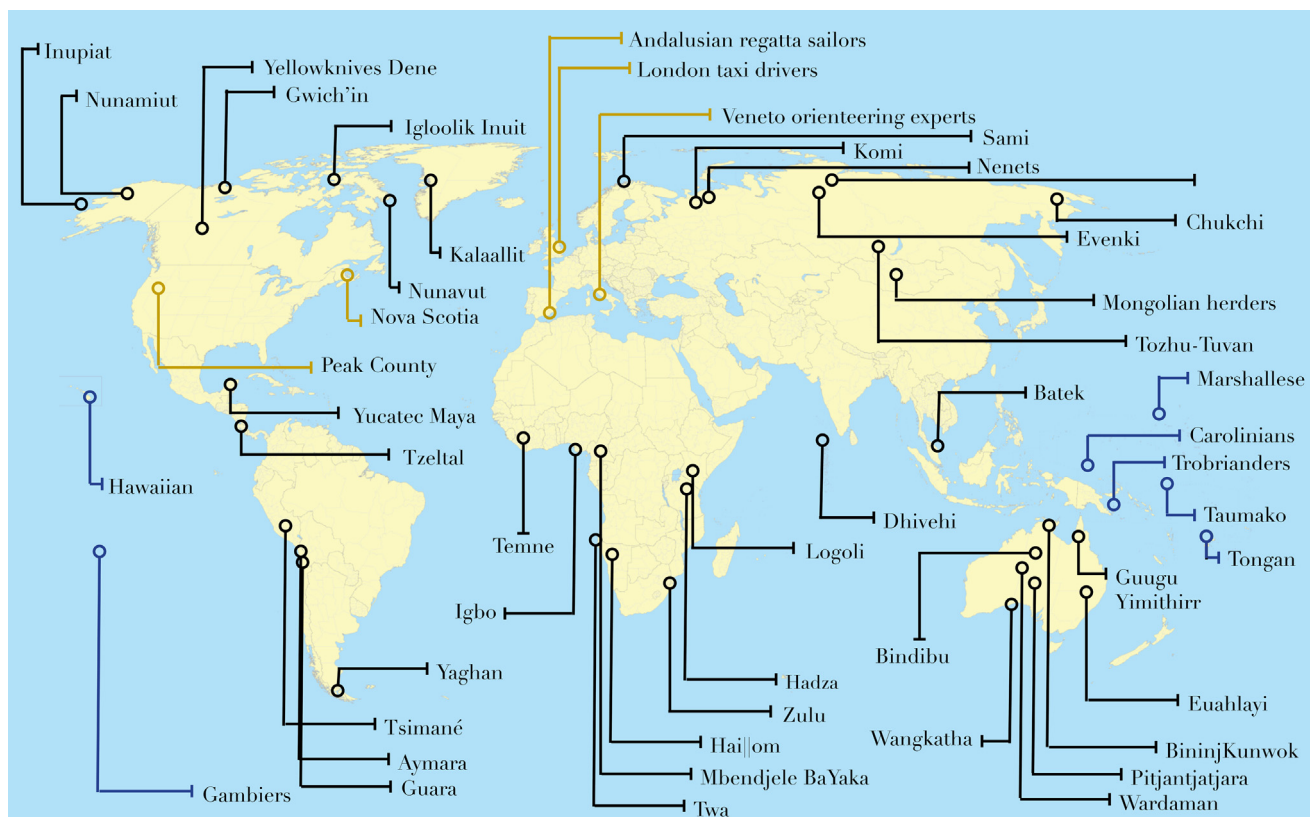 Andalusian regatta sailors
Inupiat
Yellowknives Dene
London taxi drivers
Gwich'in
Nunamiut
Veneto orienteering experts
Igloolik Inuit
Sami
Komi
Nenets
Chukchi
Evenki
Kalaallit
Nunavut
Mongolian herders
Nova Scotia
Tozhu-Tuvan
Peak County
Marshallese
Batek
Yucatec Maya
Carolinians
Tzeltal
Trobrianders
Hawaiian
Taumako
Dhivehi
Temne
Logoli
Tongan
Guugu
Yimithirr
Igbo
Bindibu
Yaghan
Hadza
Euahlayi
Zulu
Tsimané
Wangkatha
Hai||om
BininjKunwok
Aymara
Mbendjele BaYaka
Pitjantjatjara
Guara
Gambiers
Wardaman
Twa